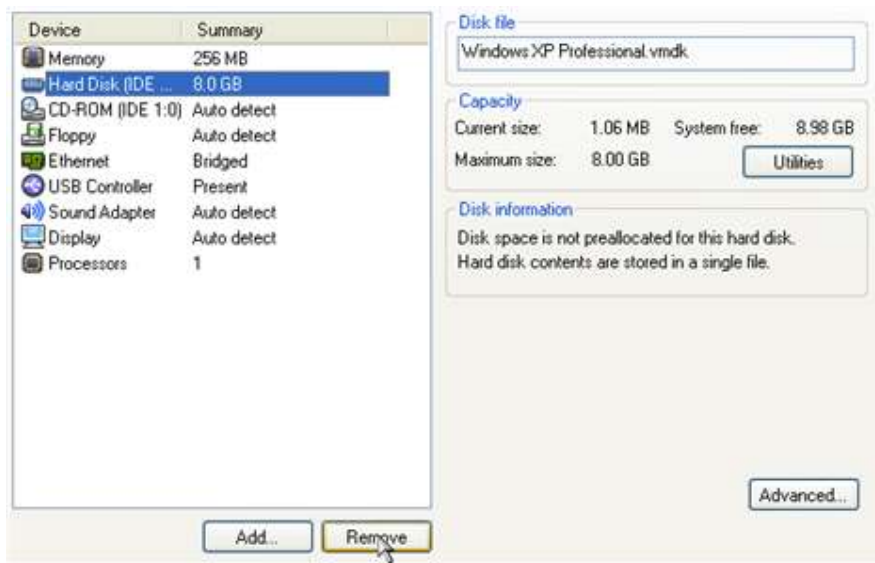 Device Summary
Memory 256 MB
Hard Disk (IDE ... 8.0 GB
CD-ROM (IDE 1:0) Auto detect
Floppy Auto detect
Ethernet Bridged
USB Controller Present
Sound Adapter Auto detect
Display Auto detect
Processors 1
Add...
Remove
Disk file
Windows XP Professional.vmdk
Capacity
Current size: 1.06 MB System free: 8.98 GB
Maximum size: 8.00 GB Utilities
Disk information
Disk space is not preallocated for this hard disk.
Hard disk contents are stored in a single file.
Advanced...